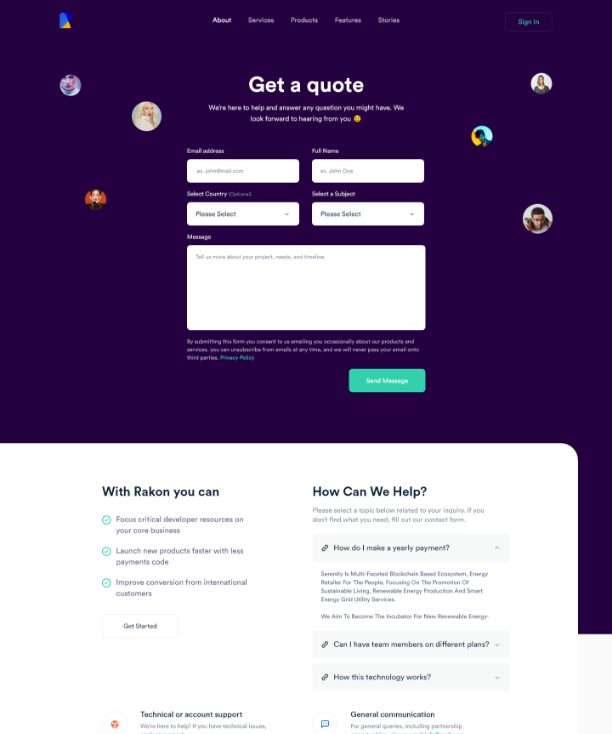 About Services Products Features Stories Sign In
Get a quote
We're here to help and answer any question you might have. We
look forward to hearing from you 🙂
Email address Full Name
ex. john@mail.com ex. John Doe
Select Country (Optional) Select a Subject
Please Select Please Select
Message
Tell us more about your project, needs, and timeline.
By submitting this form you consent to us emailing you occasionally about our products and
services. you can unsubscribe from emails at any time, and we will never pass your email onto
third parties. Privacy Policy
Send Message
With Rakon you can
Focus critical developer resources on
your core business
Launch new products faster with less
payments code
Improve conversion from international
customers
Get Started
How Can We Help?
Please select a topic below related to your inquiry. If you
don't find what you need, fill out our contact form.
How do I make a yearly payment?
Serenity Is Multi-Faceted Blockchain Based Ecosystem, Energy
Retailer For The People, Focusing On The Promotion Of
Sustainable Living, Renewable Energy Production And Smart
Energy Grid Utility Services.
We Aim To Become The Incubator For New Renewable Energy-
Can I have team members on different plans?
How this technology works?
Technical or account support
We're here to help! If you have technical issues,
General communication
For general queries, including partnership